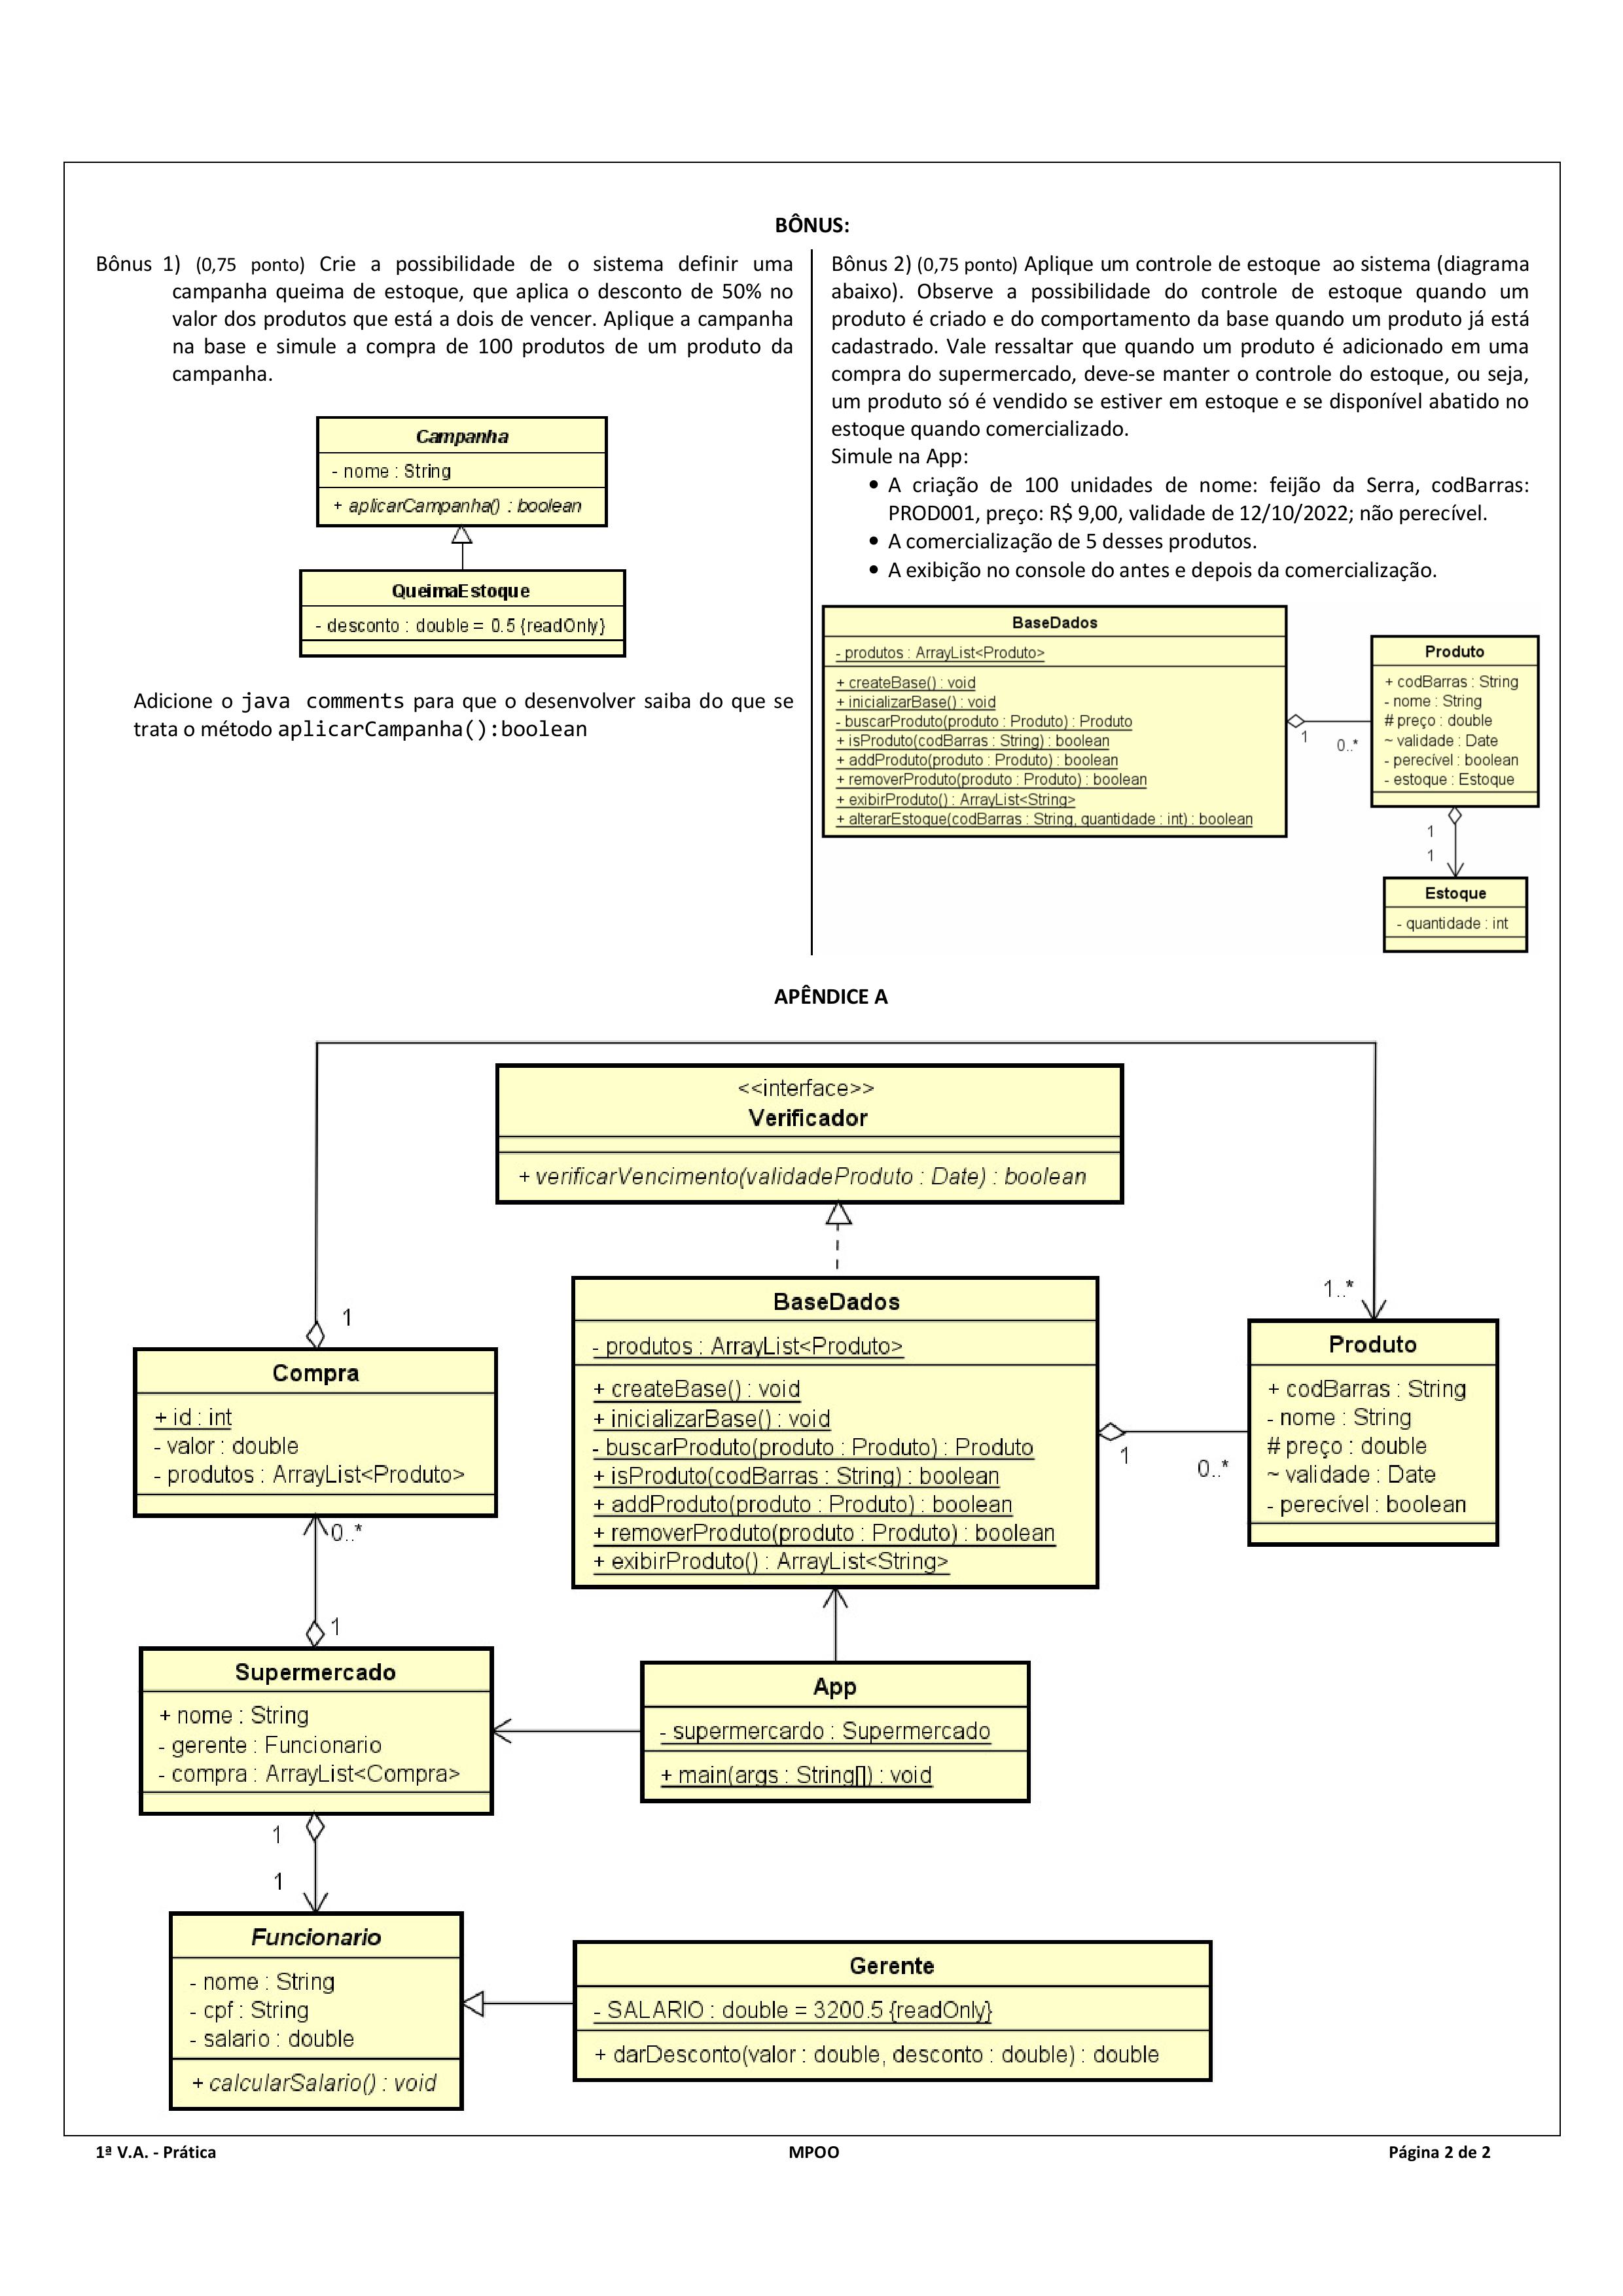 BÔNUS:
Bônus 1) (0,75 ponto) Crie a possibilidade de o sistema definir uma
campanha queima de estoque, que aplica o desconto de 50% no
valor dos produtos que está a dois de vencer. Aplique a campanha
na base e simule a compra de 100 produtos de um produto da
campanha.
Campanha
- nome : String
+ aplicarCampanha() : boolean
QueimaEstoque
- desconto : double = 0.5 {readOnly}
Adicione o java comments para que o desenvolver saiba do que se
trata o método aplicarCampanha():boolean
Bônus 2) (0,75 ponto) Aplique um controle de estoque ao sistema (diagrama
abaixo). Observe a possibilidade do controle de estoque quando um
produto é criado e do comportamento da base quando um produto já está
cadastrado. Vale ressaltar que quando um produto é adicionado em uma
compra do supermercado, deve-se manter o controle do estoque, ou seja,
um produto só é vendido se estiver em estoque e se disponível abatido no
estoque quando comercializado.
Simule na App:
• A criação de 100 unidades de nome: feijão da Serra, codBarras:
PROD001, preço: R$ 9,00, validade de 12/10/2022; não perecível.
• A comercialização de 5 desses produtos.
• A exibição no console do antes e depois da comercialização.
BaseDados
- produtos : ArrayList<Produto>
+ createBase() : void
+ inicializarBase() : void
- buscarProduto(produto : Produto) : Produto
+ isProduto(codBarras : String) : boolean
+ addProduto(produto : Produto) : boolean
+ removerProduto(produto : Produto) : boolean
+ exibirProduto() : ArrayList<String>
+ alterarEstoque(codBarras : String, quantidade : int) : boolean
1
0..*
Produto
+ codBarras : String
- nome : String
# preço : double
~ validade : Date
- perecível : boolean
- estoque : Estoque
1
1
Estoque
- quantidade : int
APÊNDICE A
<<interface>>
Verificador
+ verificarVencimento(validadeProduto : Date) : boolean
1
1..*
Compra
+ id : int
- valor : double
- produtos : ArrayList<Produto>
BaseDados
- produtos : ArrayList<Produto>
+ createBase() : void
+ inicializarBase() : void
- buscarProduto(produto : Produto) : Produto
+ isProduto(codBarras : String) : boolean
+ addProduto(produto : Produto) : boolean
+ removerProduto(produto : Produto) : boolean
+ exibirProduto() : ArrayList<String>
1
0..*
Produto
+ codBarras : String
- nome : String
# preço : double
~ validade : Date
- perecível : boolean
0..*
1
Supermercado
+ nome : String
- gerente : Funcionario
- compra : ArrayList<Compra>
App
- supermercardo : Supermercado
+ main(args : String[]) : void
1
1
Funcionario
- nome : String
- cpf : String
- salario : double
+ calcularSalario() : void
Gerente
- SALARIO : double = 3200.5 {readOnly}
+ darDesconto(valor : double, desconto : double) : double
1ª V.A. - Prática
MPOO
Página 2 de 2